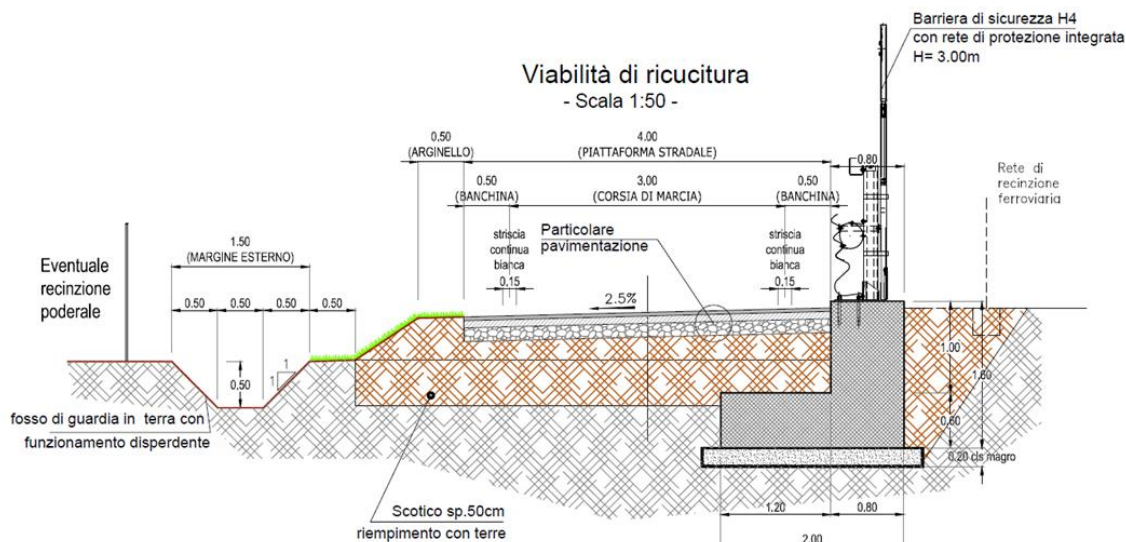 Barriera di sicurezza H4
con rete di protezione integrata
H= 3.00m
Viabilità di ricucitura
- Scala 1:50 -
0.50
(ARGINELLO)
4.00
(PIATTAFORMA STRADALE)
0.80
Rete di
recinzione
ferroviaria
0.50
(BANCHINA)
3.00
(CORSIA DI MARCIA)
0.50
(BANCHINA)
striscia
continua
bianca
0.15
Particolare
pavimentazione
striscia
continua
bianca
0.15
1.50
(MARGINE ESTERNO)
Eventuale
recinzione
poderale
0.50
0.50
0.50
0.50
2.5%
1
1
0.50
1.00
1.60
0.60
0.20 cls magro
fosso di guardia in terra con
funzionamento disperdente
Scotico sp.50cm
riempimento con terre
1.20
0.80
2.00